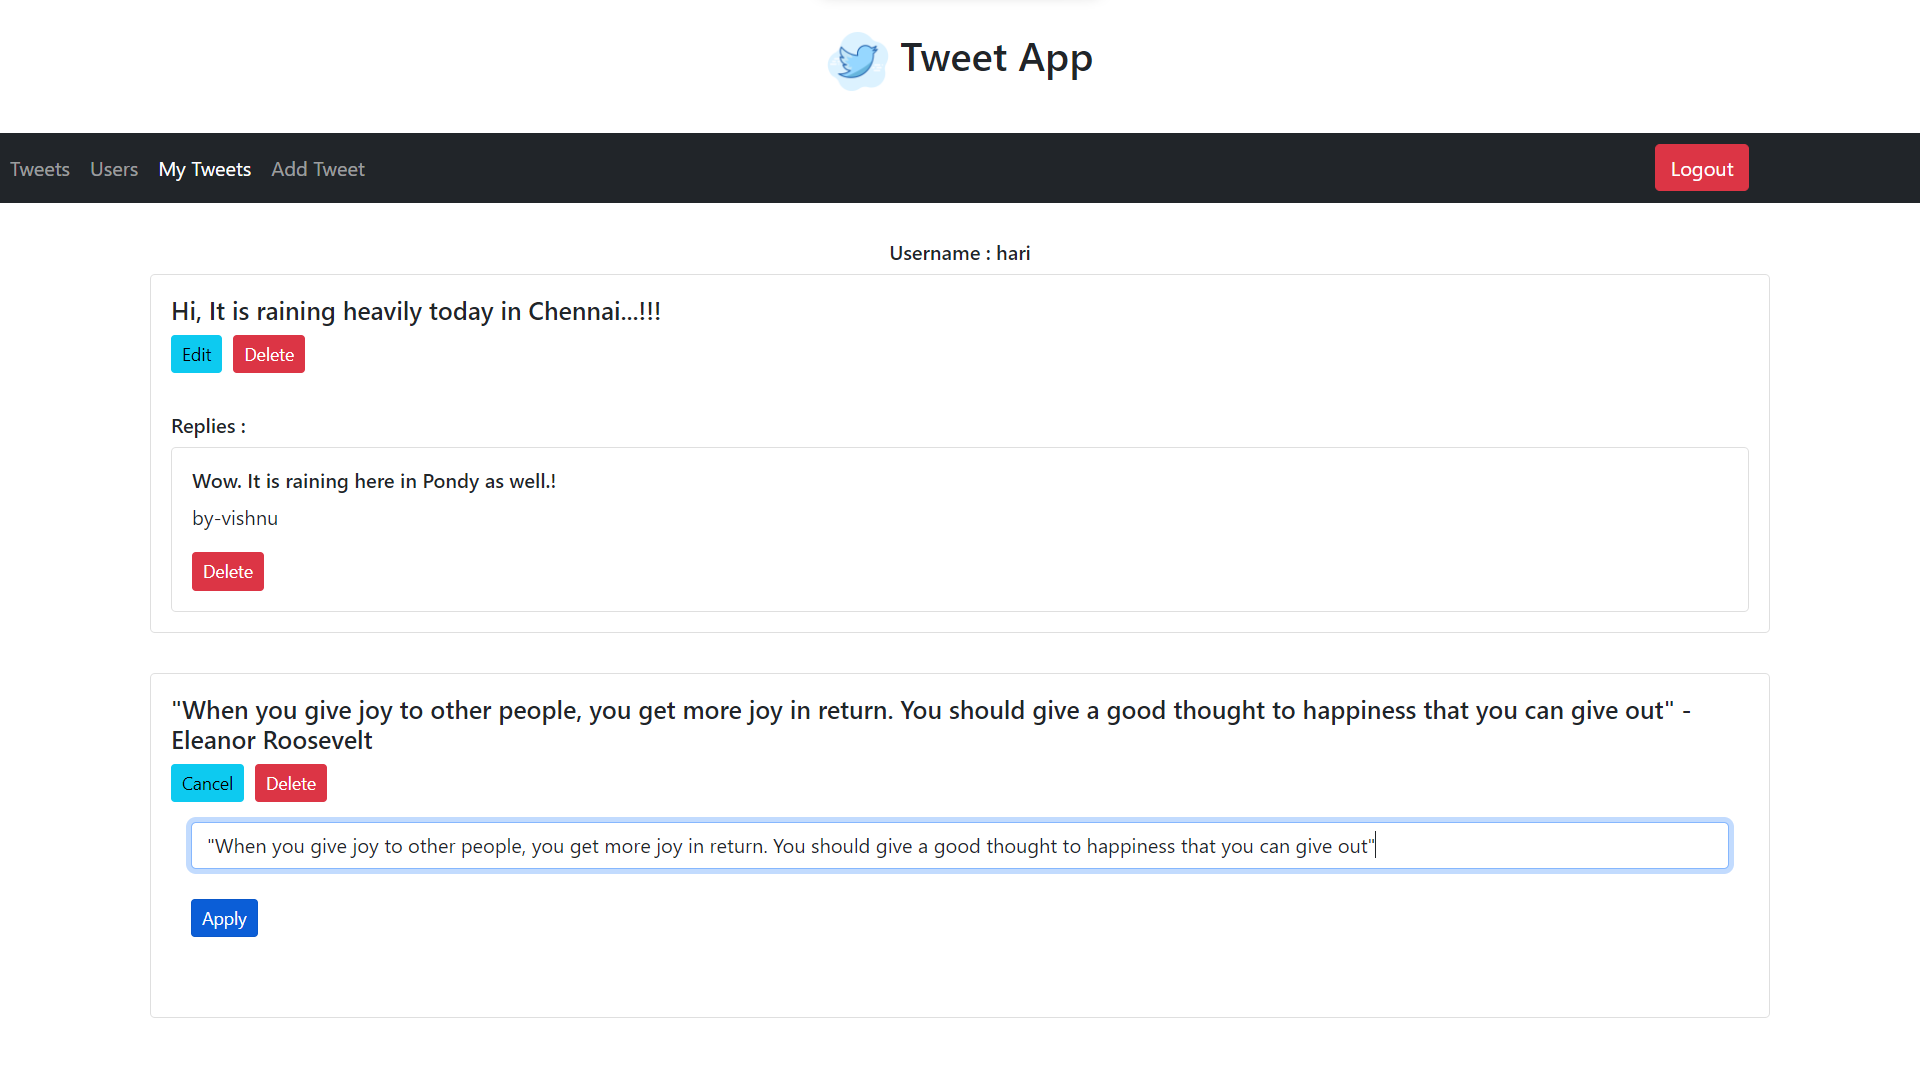 Tweet App
Tweets Users My Tweets Add Tweet Logout
Username : hari
Hi, It is raining heavily today in Chennai...!!!
Edit Delete
Replies :
Wow. It is raining here in Pondy as well.!
by-vishnu
Delete
"When you give joy to other people, you get more joy in return. You should give a good thought to happiness that you can give out" -
Eleanor Roosevelt
Cancel Delete
"When you give joy to other people, you get more joy in return. You should give a good thought to happiness that you can give out"
Apply